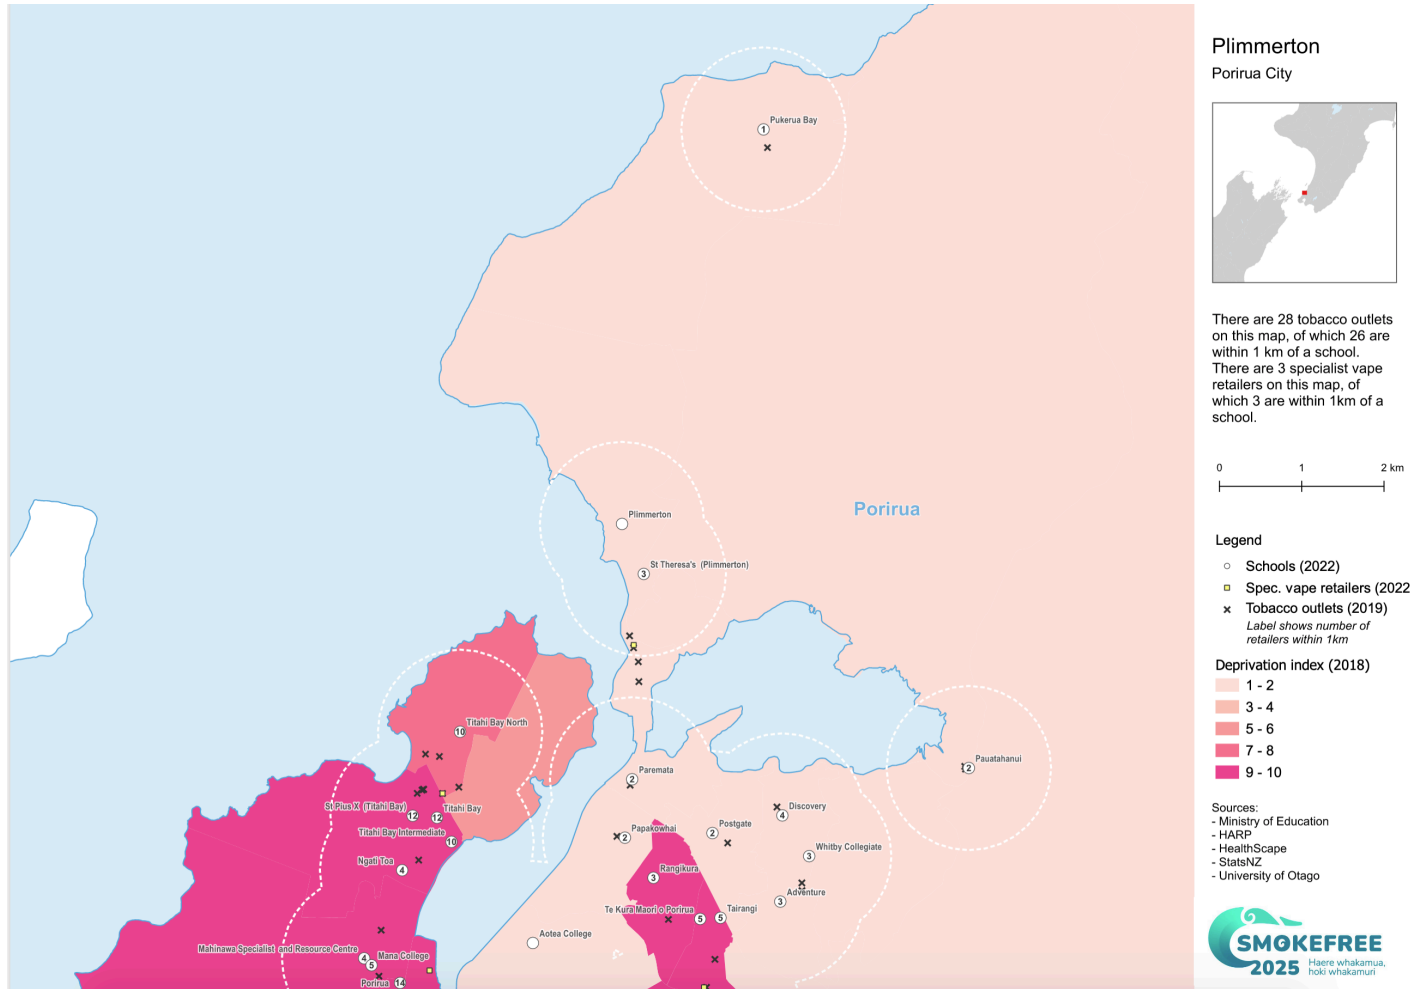 Plimmerton
Porirua City
There are 28 tobacco outlets
on this map, of which 26 are
within 1 km of a school.
There are 3 specialist vape
retailers on this map, of
which 3 are within 1km of a
school.
0 1 2 km
Legend
Schools (2022)
Spec. vape retailers (2022
Tobacco outlets (2019)
Label shows number of
retailers within 1km
Deprivation index (2018)
1 - 2
3 - 4
5 - 6
7 - 8
9 - 10
Sources:
- Ministry of Education
- HARP
- HealthScape
- StatsNZ
- University of Otago
SMOKEFREE
2025 Haere whakamua,
hoki whakamuri
Pukerua Bay
1
Porirua
Plimmerton
St Theresa's (Plimmerton)
3
Titahi Bay North
10
Pauatahanui
2
Paremata
2
St Pius X (Titahi Bay)
12
Titahi Bay
12
Discovery
4
Postgate
2
Papakowhai
2
Titahi Bay Intermediate
10
Whitby Collegiate
3
Ngati Toa
4
Rangikura
3
Adventure
3
Te Kura Maori o Porirua
5
Tairangi
5
Aotea College
Mahinawa Specialist and Resource Centre
4
Mana College
5
Porirua
14